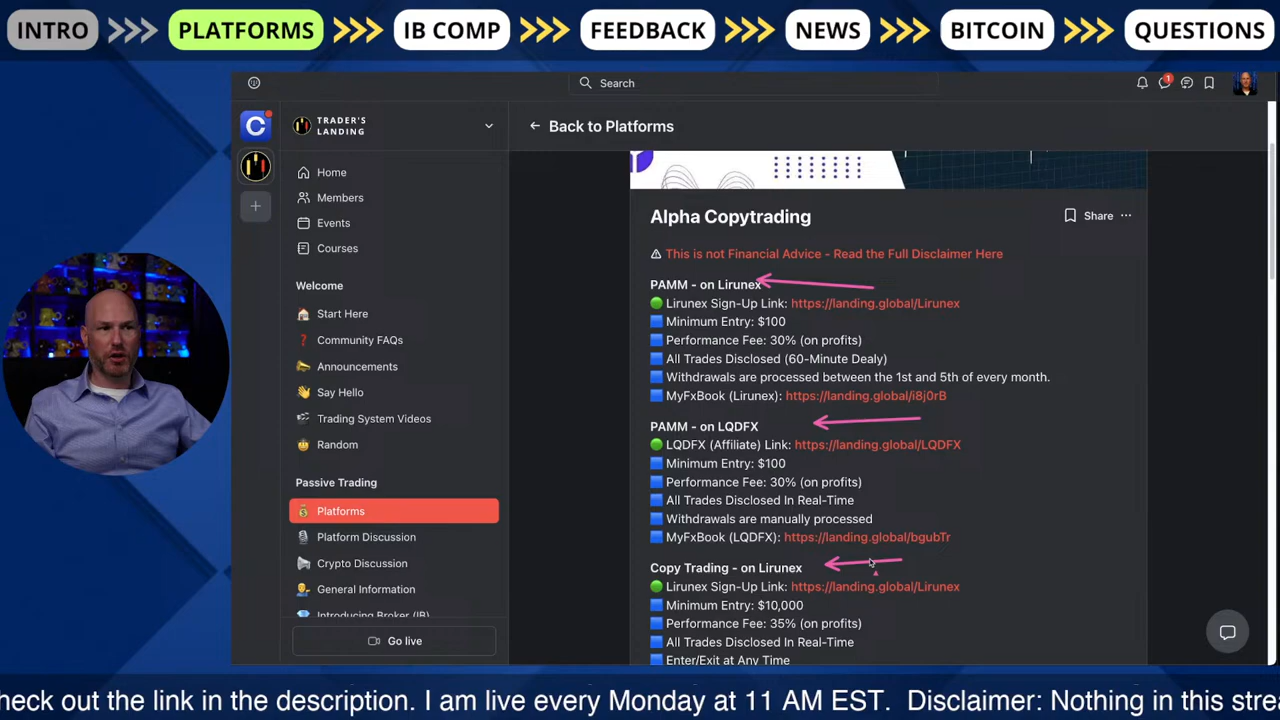 INTRO
PLATFORMS
IB COMP
FEEDBACK
NEWS
BITCOIN
QUESTIONS
Search
1
TRADER'S
LANDING
Back to Platforms
Home
Members
Events
Courses
Welcome
Start Here
Community FAQs
Announcements
Say Hello
Trading System Videos
Random
Passive Trading
Platforms
Platform Discussion
Crypto Discussion
General Information
Introducing Broker (IB)
Go live
Alpha Copytrading
Share
This is not Financial Advice - Read the Full Disclaimer Here
PAMM - on Lirunex
Lirunex Sign-Up Link: https://landing.global/Lirunex
Minimum Entry: $100
Performance Fee: 30% (on profits)
All Trades Disclosed (60-Minute Dealy)
Withdrawals are processed between the 1st and 5th of every month.
MyFxBook (Lirunex): https://landing.global/i8j0rB
PAMM - on LQDFX
LQDFX (Affiliate) Link: https://landing.global/LQDFX
Minimum Entry: $100
Performance Fee: 30% (on profits)
All Trades Disclosed In Real-Time
Withdrawals are manually processed
MyFxBook (LQDFX): https://landing.global/bgubTr
Copy Trading - on Lirunex
Lirunex Sign-Up Link: https://landing.global/Lirunex
Minimum Entry: $10,000
Performance Fee: 35% (on profits)
All Trades Disclosed In Real-Time
Enter/Exit at Any Time
heck out the link in the description. I am live every Monday at 11 AM EST. Disclaimer: Nothing in this stre